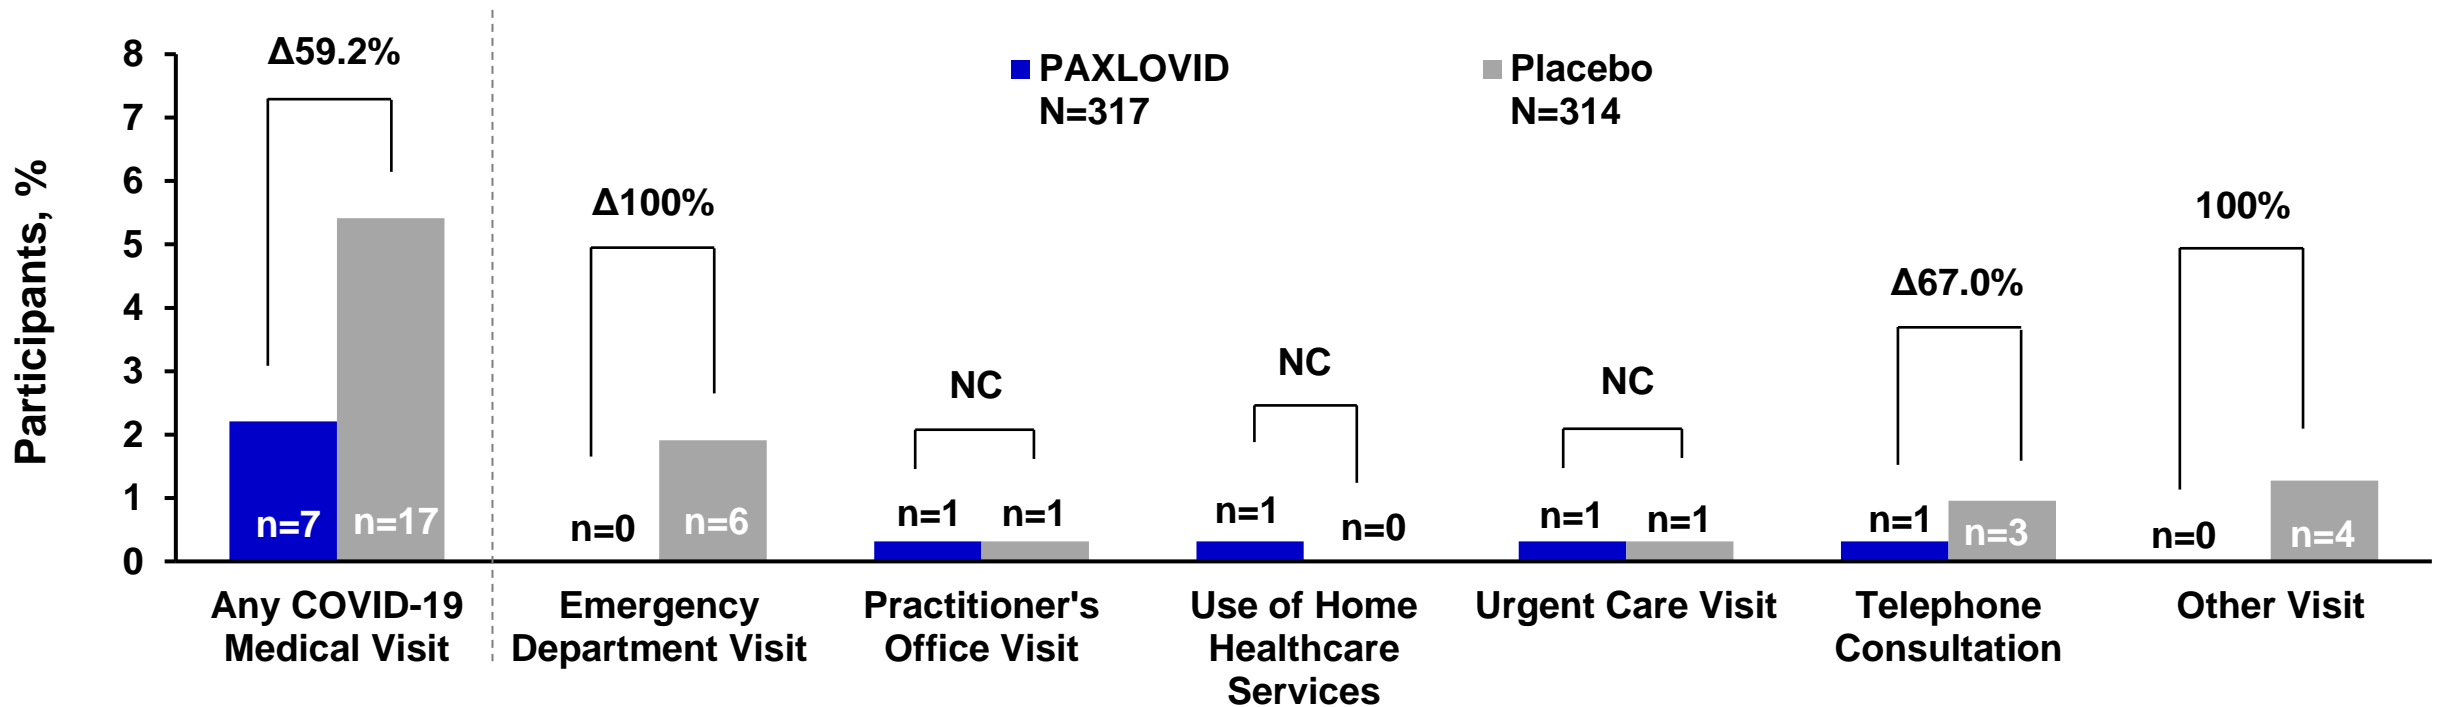 Participants, %
8
7
6
5
4
3
2
1
0
PAXLOVID
N=317
Placebo
N=314
Δ59.2%
n=7
n=17
Any COVID-19
Medical Visit
Δ100%
n=0
n=6
Emergency
Department Visit
NC
n=1
n=1
Practitioner's
Office Visit
NC
n=1
n=0
Use of Home
Healthcare
Services
NC
n=1
n=1
Urgent Care Visit
Δ67.0%
n=1
n=3
Telephone
Consultation
100%
n=0
n=4
Other Visit